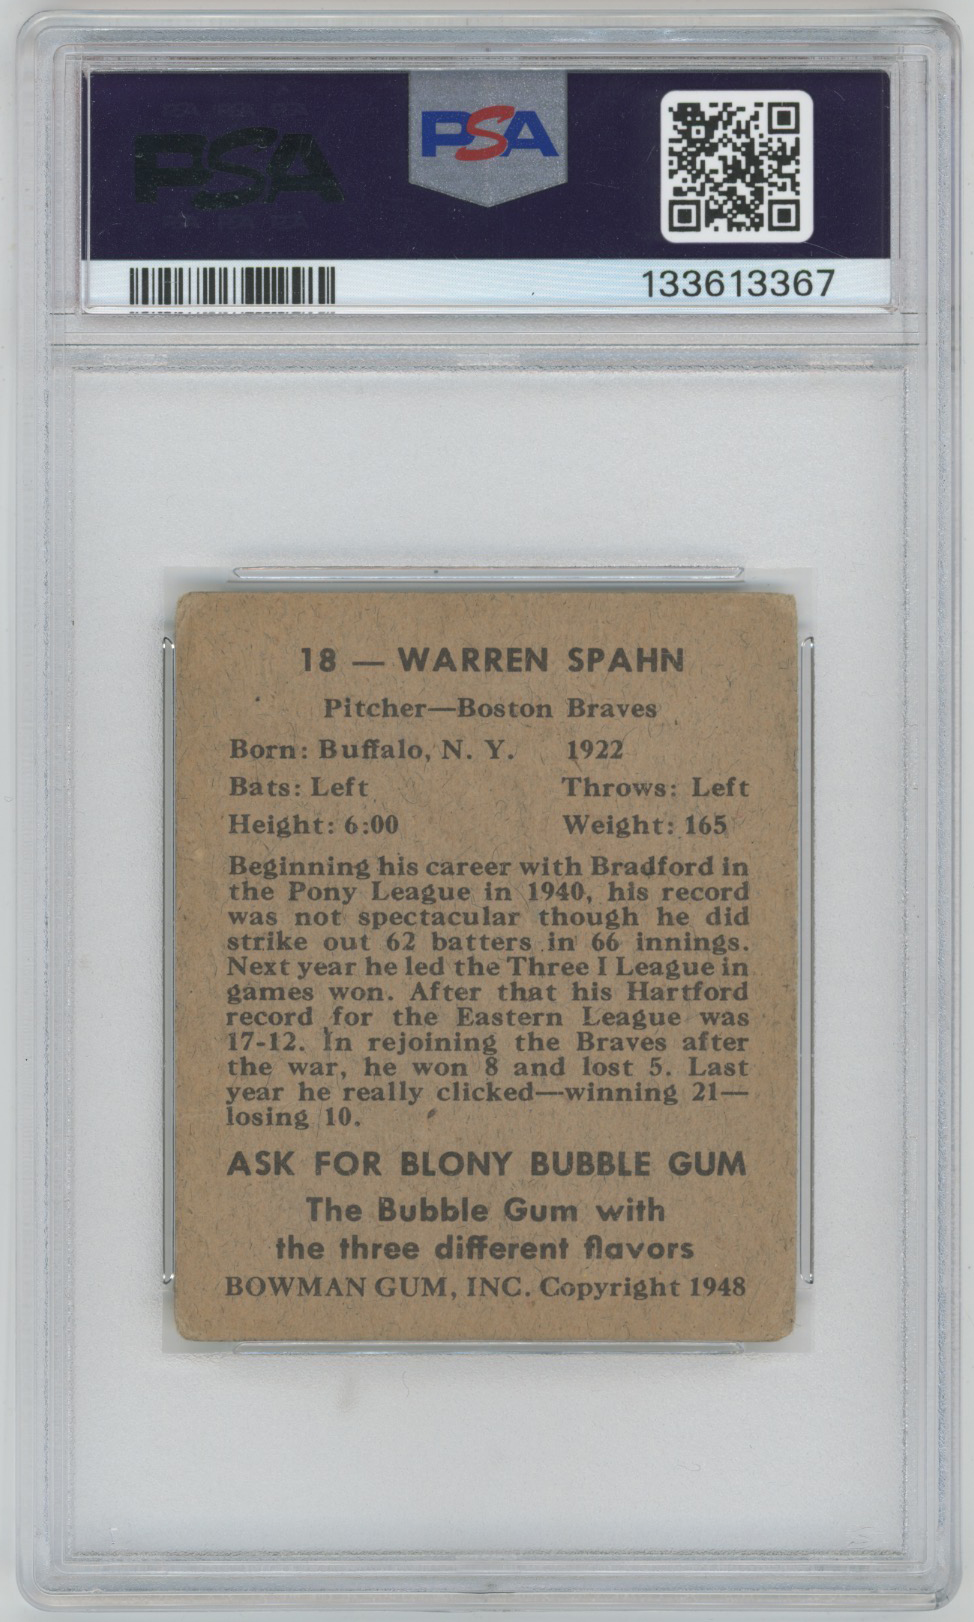 PSA
PSA
133613367
18 — WARREN SPAHN
Pitcher—Boston Braves
Born: Buffalo, N. Y. 1922
Bats: Left Throws: Left
Height: 6:00 Weight: 165
Beginning his career with Bradford in
the Pony League in 1940, his record
was not spectacular though he did
strike out 62 batters in 66 innings.
Next year he led the Three I League in
games won. After that his Hartford
record for the Eastern League was
17-12. In rejoining the Braves after
the war, he won 8 and lost 5. Last
year he really clicked—winning 21—
losing 10.
ASK FOR BLONY BUBBLE GUM
The Bubble Gum with
the three different flavors
BOWMAN GUM, INC. Copyright 1948